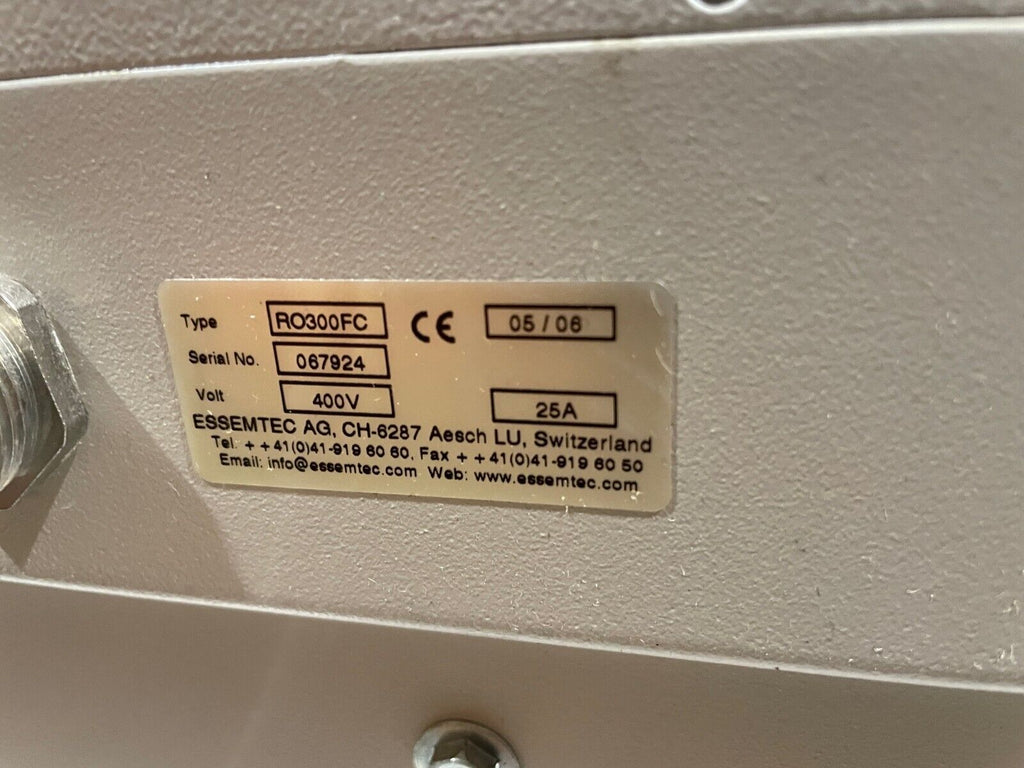 Type RO300FC CE 05 / 06
Serial No. 067924
Volt 400V 25A
ESSEMTEC AG, CH-6287 Aesch LU, Switzerland
Tel. + + 41(0)41-919 60 60, Fax + + 41(0)41-919 60 50
Email: info@essemtec.com Web: www.essemtec.com